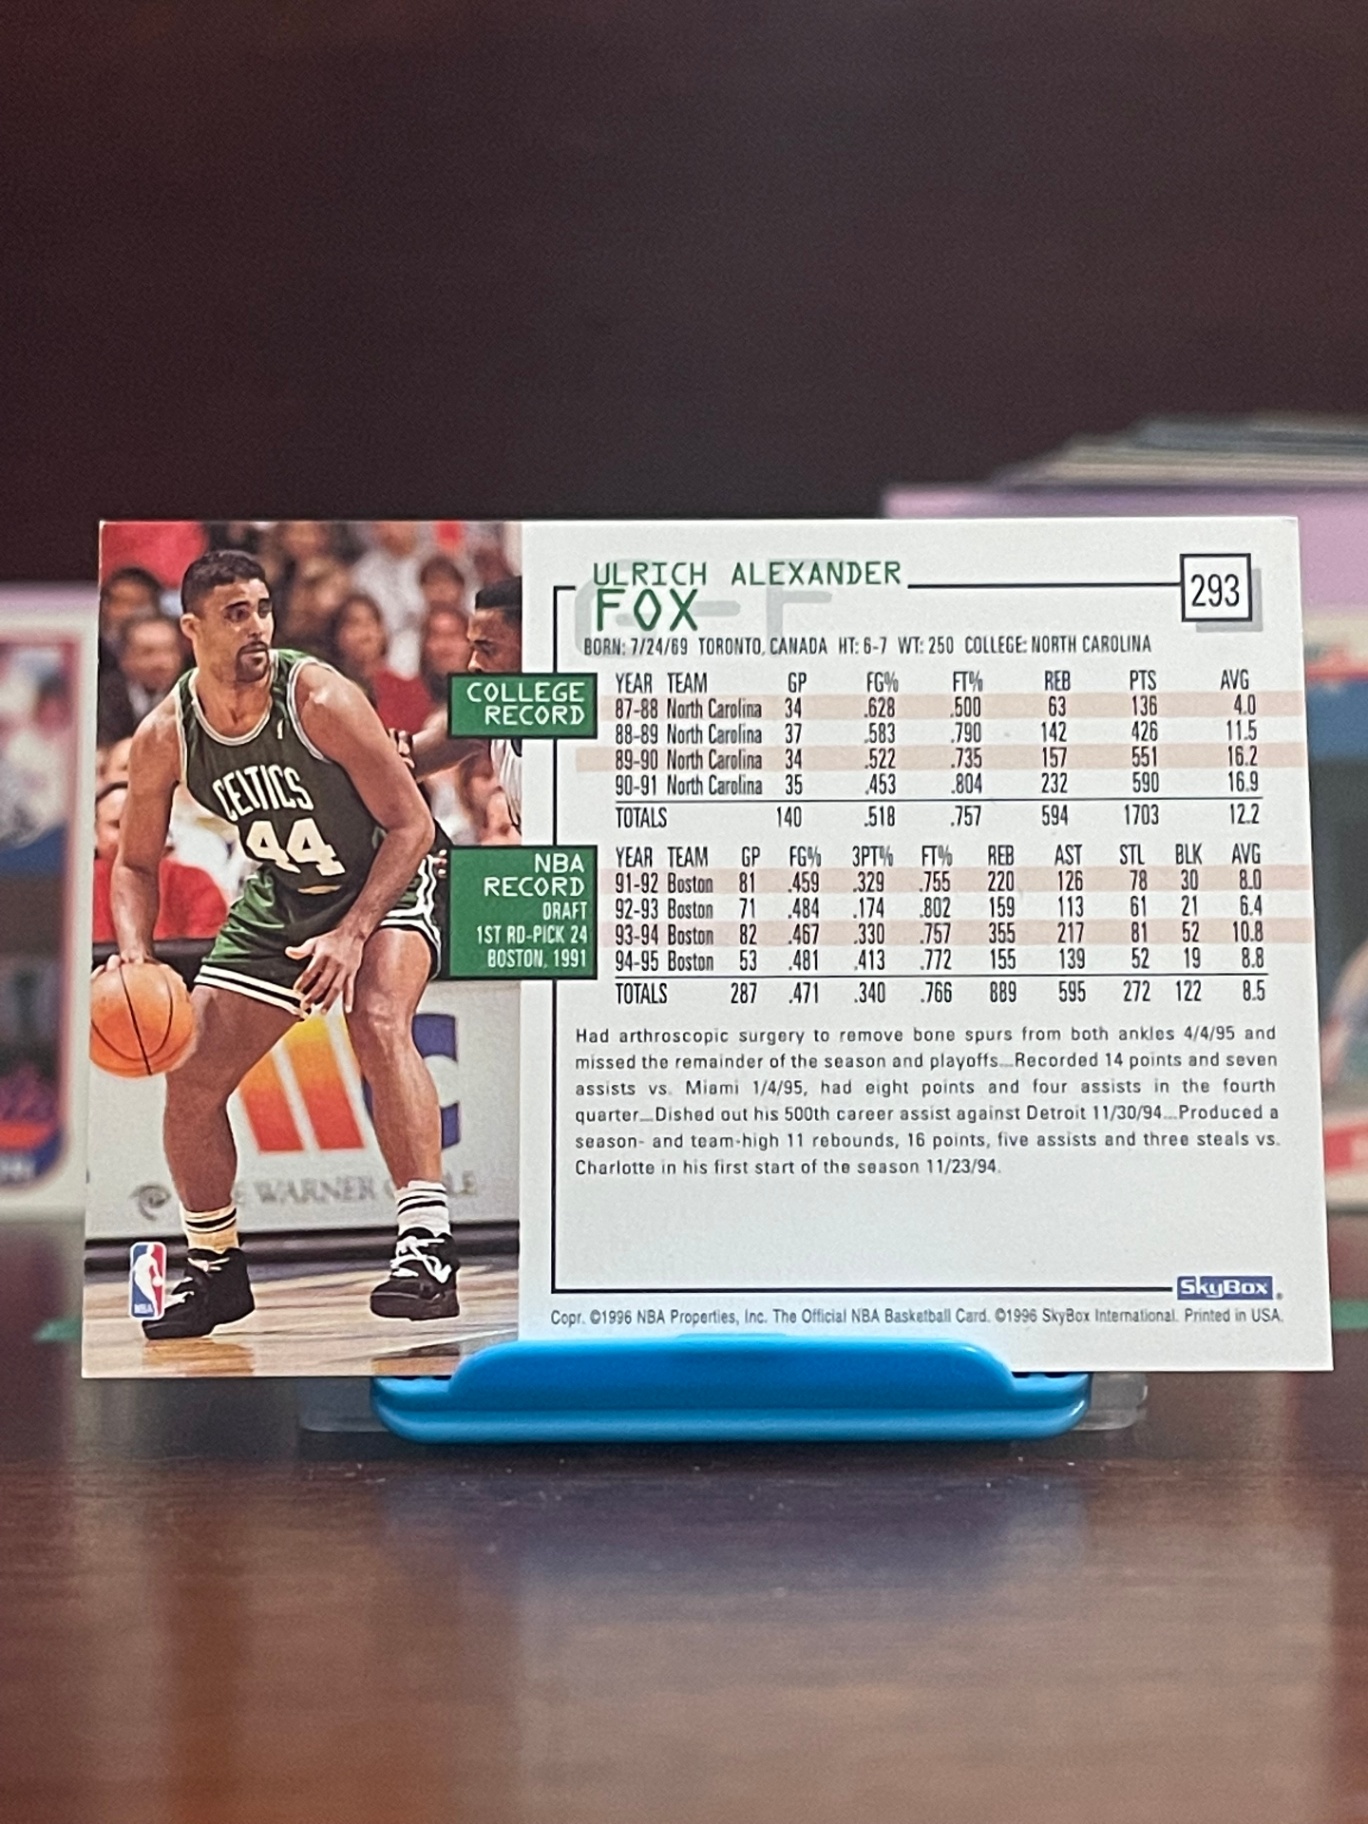 ULRICH ALEXANDER
FOX
293
BORN: 7/24/69 TORONTO, CANADA HT: 6-7 WT: 250 COLLEGE: NORTH CAROLINA
COLLEGE
RECORD
YEAR TEAM GP FG% FT% REB PTS AVG
87-88 North Carolina 34 .628 .500 63 136 4.0
88-89 North Carolina 37 .583 .790 142 426 11.5
89-90 North Carolina 34 .522 .735 157 551 16.2
90-91 North Carolina 35 .453 .804 232 590 16.9
TOTALS 140 .518 .757 594 1703 12.2
NBA
RECORD
DRAFT
1ST RD-PICK 24
BOSTON, 1991
YEAR TEAM GP FG% 3PT% FT% REB AST STL BLK AVG
91-92 Boston 81 .459 .329 .755 220 126 78 30 8.0
92-93 Boston 71 .484 .174 .802 159 113 61 21 6.4
93-94 Boston 82 .467 .330 .757 355 217 81 52 10.8
94-95 Boston 53 .481 .413 .772 155 139 52 19 8.8
TOTALS 287 .471 .340 .766 889 595 272 122 8.5
Had arthroscopic surgery to remove bone spurs from both ankles 4/4/95 and
missed the remainder of the season and playoffs...Recorded 14 points and seven
assists vs. Miami 1/4/95, had eight points and four assists in the fourth
quarter...Dished out his 500th career assist against Detroit 11/30/94...Produced a
season- and team-high 11 rebounds, 16 points, five assists and three steals vs.
Charlotte in his first start of the season 11/23/94.
SkyBox
Copr. ©1996 NBA Properties, Inc. The Official NBA Basketball Card. ©1996 SkyBox International. Printed in USA.
CELTICS
44
WARNER
NBA